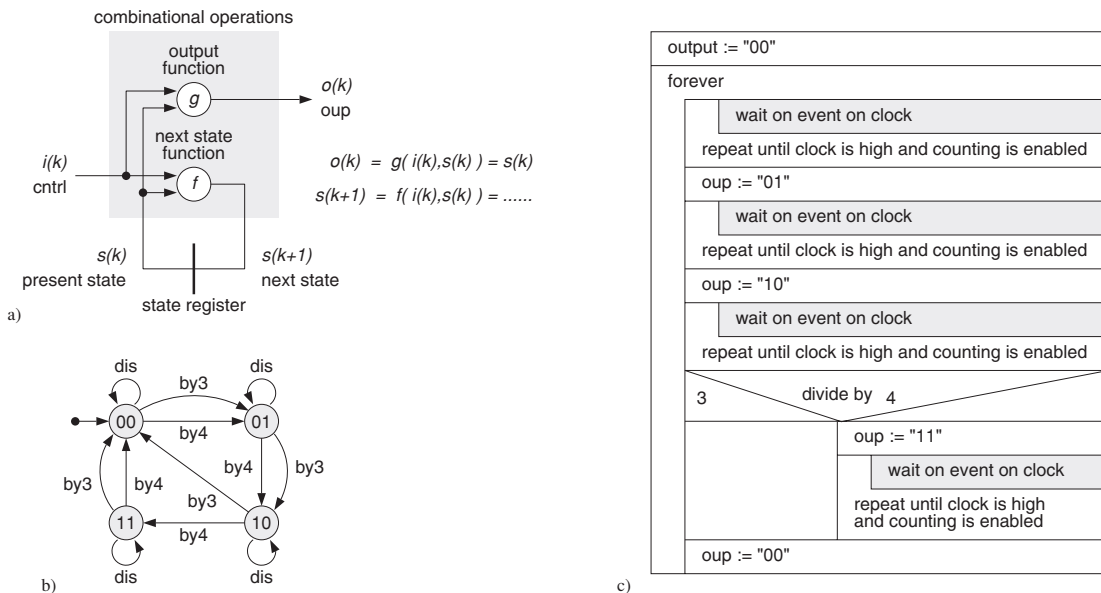 combinational operations
output
function
g
o(k)
oup
next state
function
i(k)
cntrl
f
o(k) = g( i(k),s(k) ) = s(k)
s(k+1) = f( i(k),s(k) ) = ......
s(k)
present state
s(k+1)
next state
state register
a)
dis
dis
by3
00
01
by4
by3
by4
by4
by3
by3
11
10
by4
dis
dis
b)
output := "00"
forever
wait on event on clock
repeat until clock is high and counting is enabled
oup := "01"
wait on event on clock
repeat until clock is high and counting is enabled
oup := "10"
wait on event on clock
repeat until clock is high and counting is enabled
3 divide by 4
oup := "11"
wait on event on clock
repeat until clock is high
and counting is enabled
oup := "00"
c)